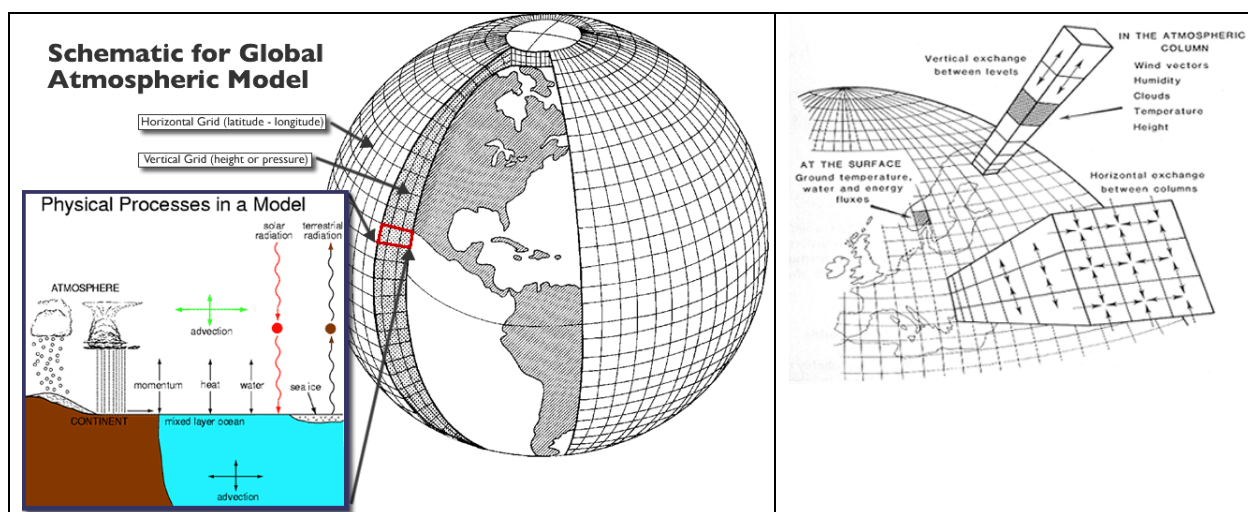 Schematic for Global
Atmospheric Model
Horizontal Grid (latitude - longitude)
Vertical Grid (height or pressure)
Physical Processes in a Model
solar
radiation
terrestrial
radiation
ATMOSPHERE
advection
momentum
heat
water
sea ice
CONTINENT
mixed layer ocean
advection
IN THE ATMOSPHERIC
COLUMN
Wind vectors
Humidity
Clouds
Temperature
Height
Vertical exchange
between levels
AT THE SURFACE
Ground temperature,
water and energy
fluxes
Horizontal exchange
between columns